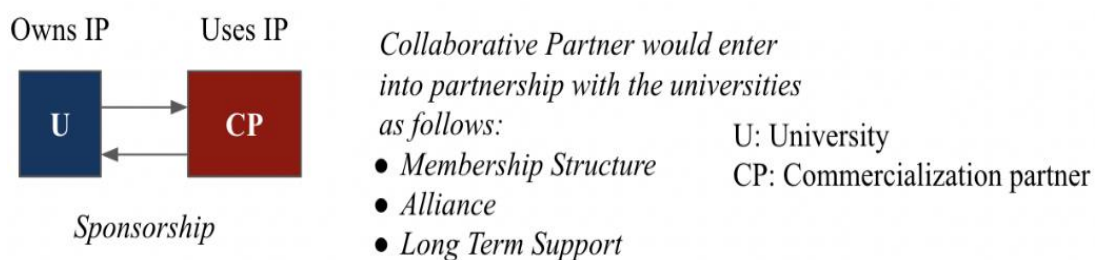 Owns IP
Uses IP
U
CP
Sponsorship
Collaborative Partner would enter
into partnership with the universities
as follows:
● Membership Structure
● Alliance
● Long Term Support
U: University
CP: Commercialization partner